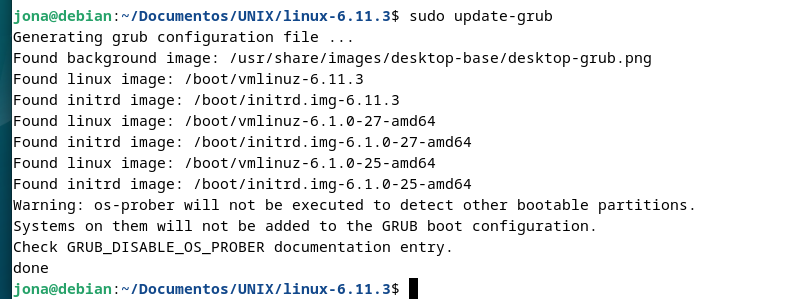 jona@debian:~/Documentos/UNIX/linux-6.11.3$ sudo update-grub
Generating grub configuration file ...
Found background image: /usr/share/images/desktop-base/desktop-grub.png
Found linux image: /boot/vmlinuz-6.11.3
Found initrd image: /boot/initrd.img-6.11.3
Found linux image: /boot/vmlinuz-6.1.0-27-amd64
Found initrd image: /boot/initrd.img-6.1.0-27-amd64
Found linux image: /boot/vmlinuz-6.1.0-25-amd64
Found initrd image: /boot/initrd.img-6.1.0-25-amd64
Warning: os-prober will not be executed to detect other bootable partitions.
Systems on them will not be added to the GRUB boot configuration.
Check GRUB_DISABLE_OS_PROBER documentation entry.
done
jona@debian:~/Documentos/UNIX/linux-6.11.3$